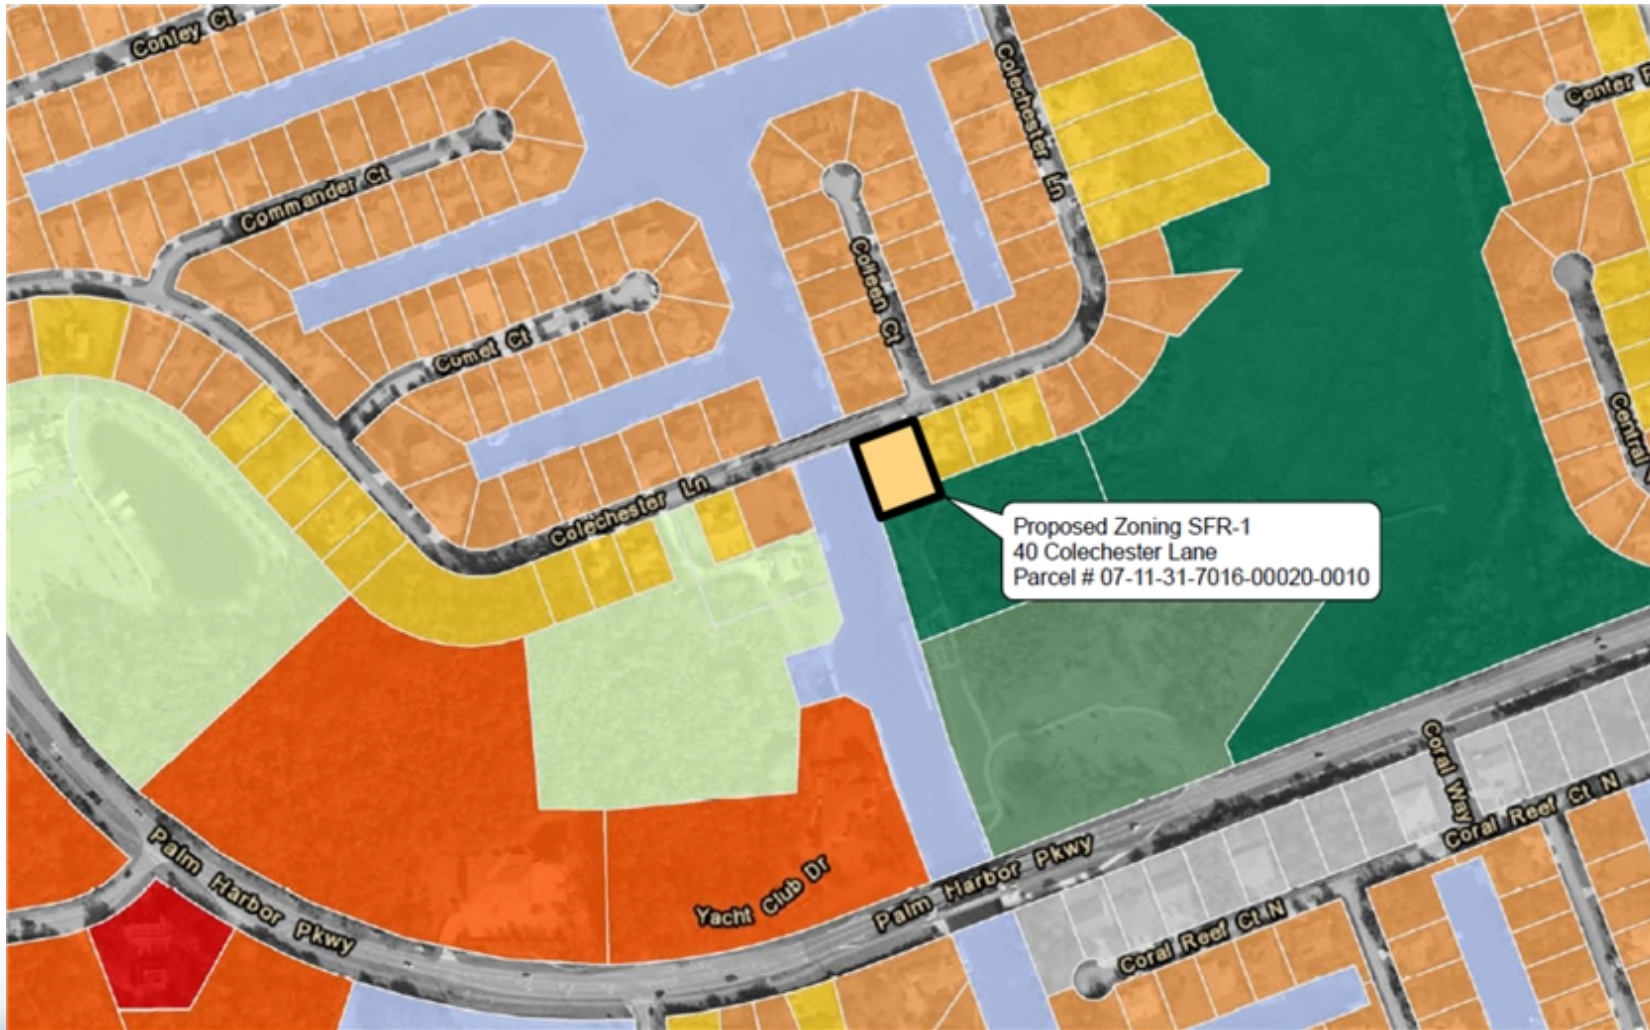 Conley Ct
Colechester Ln
Center P
Commander Ct
Colleen Ct
Comet Ct
Central
Colechester Ln
Proposed Zoning SFR-1
40 Colechester Lane
Parcel # 07-11-31-7016-00020-0010
Coral Way
Coral Reef Ct N
Palm Harbor Pkwy
Yacht Club Dr
Palm Harbor Pkwy
Coral Reef Ct N